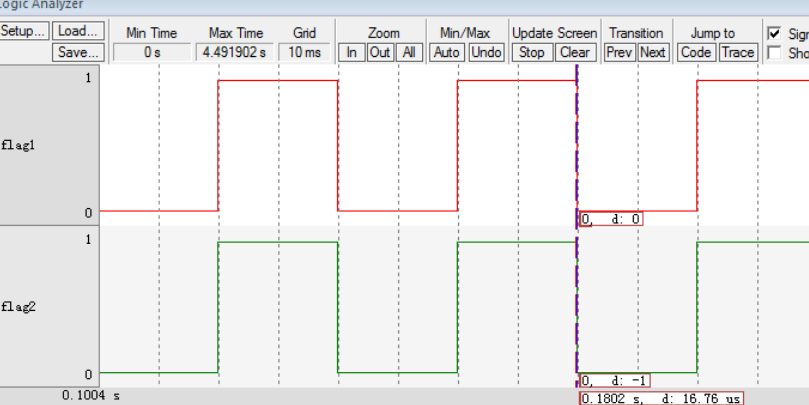 Logic Analyzer
Setup... Load... Min Time Max Time Grid Zoom Min/Max Update Screen Transition Jump to
Save... 0 s 4.491902 s 10 ms In Out All Auto Undo Stop Clear Prev Next Code Trace
1
flag1
0
0, d: 0
1
flag2
0
0, d: -1
0.1004 s
0.1802 s, d: 16.76 us